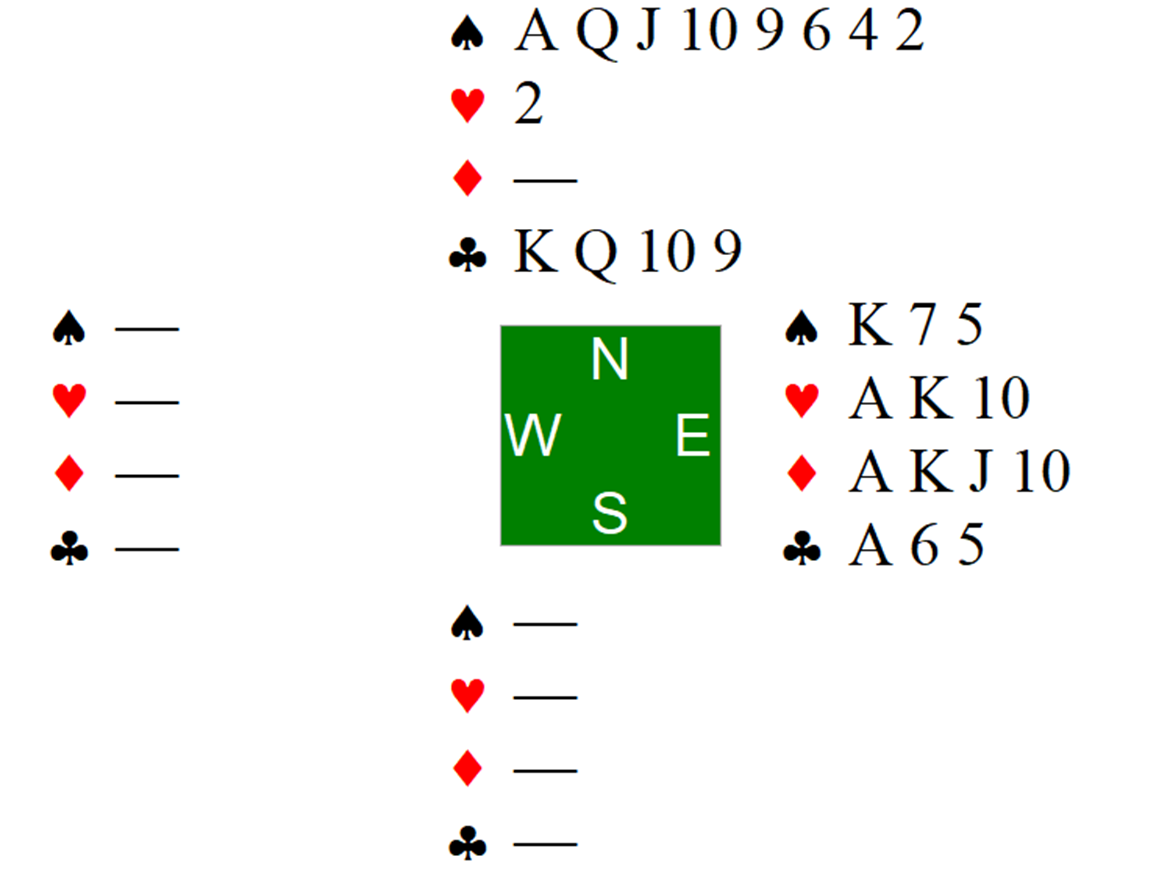 ♠ A Q J 10 9 6 4 2
♥ 2
♦ —
♣ K Q 10 9
♠ —
♥ —
♦ —
♣ —
N
W E
S
♠ K 7 5
♥ A K 10
♦ A K J 10
♣ A 6 5
♠ —
♥ —
♦ —
♣ —